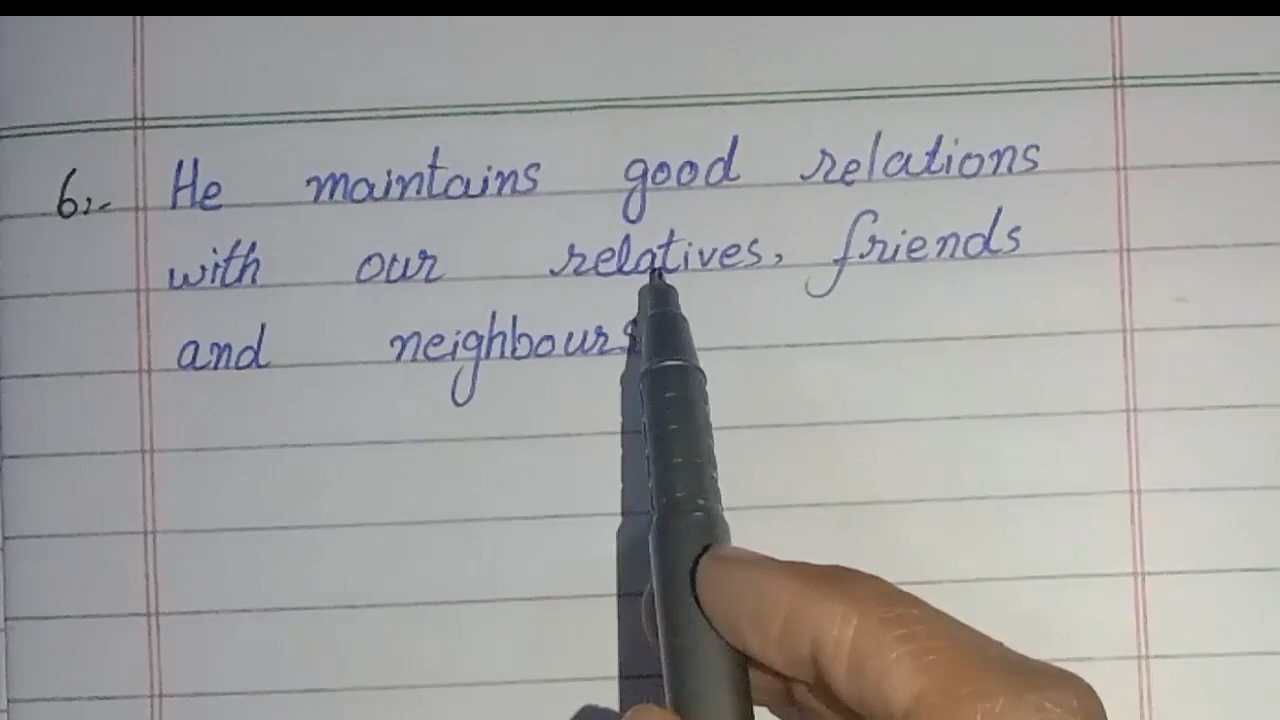 6:- He maintains good relations
with our relatives, friends
and neighbours